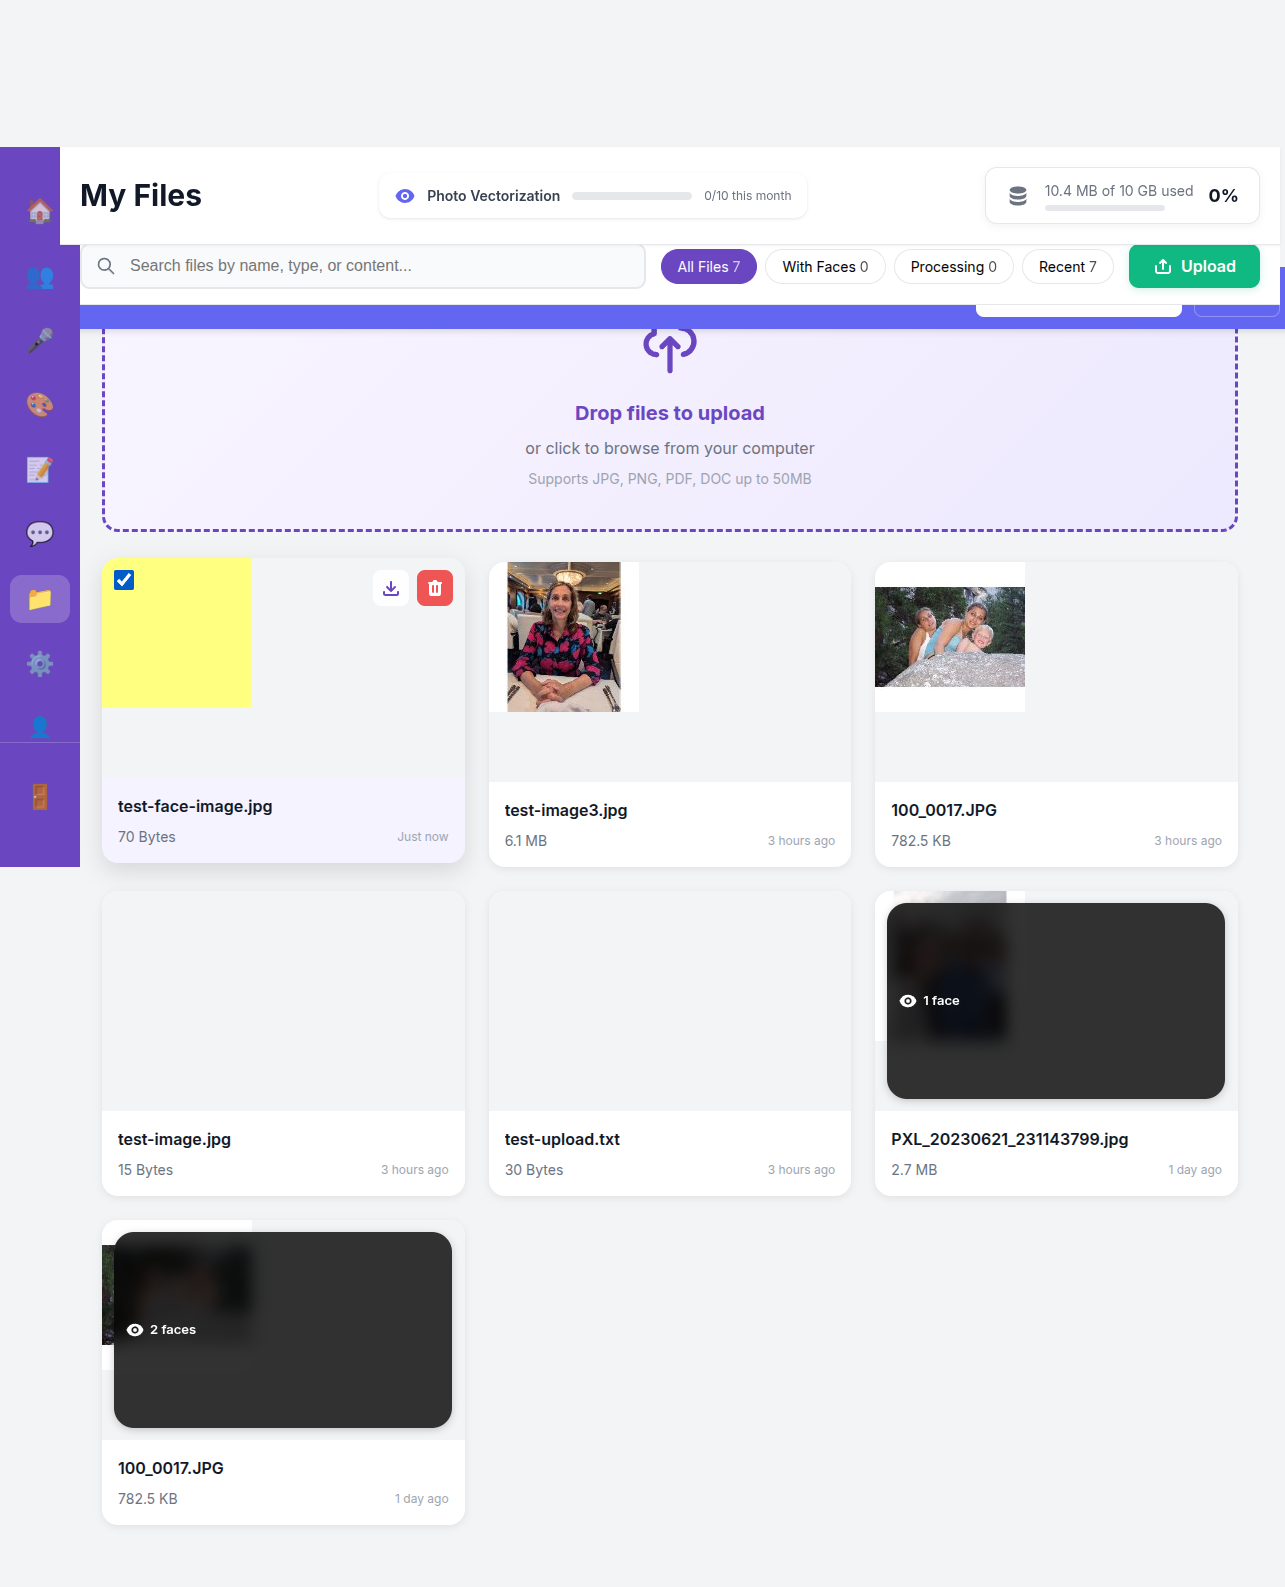 My Files
Photo Vectorization
0/10 this month
10.4 MB of 10 GB used
0%
Search files by name, type, or content...
All Files 7
With Faces 0
Processing 0
Recent 7
Upload
Drop files to upload
or click to browse from your computer
Supports JPG, PNG, PDF, DOC up to 50MB
test-face-image.jpg
70 Bytes
Just now
test-image3.jpg
6.1 MB
3 hours ago
100_0017.JPG
782.5 KB
3 hours ago
1 face
test-image.jpg
15 Bytes
3 hours ago
test-upload.txt
30 Bytes
3 hours ago
PXL_20230621_231143799.jpg
2.7 MB
1 day ago
2 faces
100_0017.JPG
782.5 KB
1 day ago